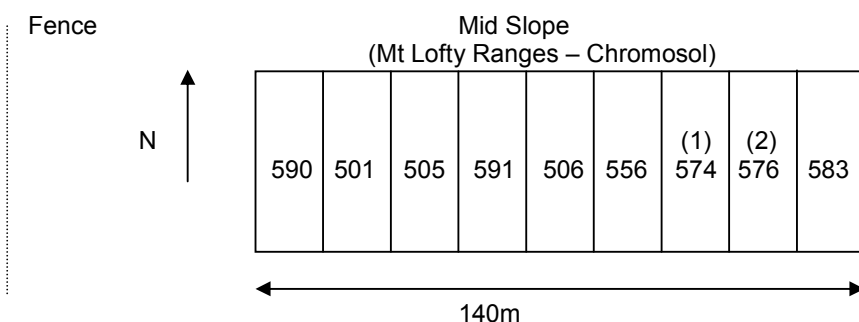 Fence
Mid Slope
(Mt Lofty Ranges – Chromosol)
N
(1) (2)
590 501 505 591 506 556 574 576 583
140m